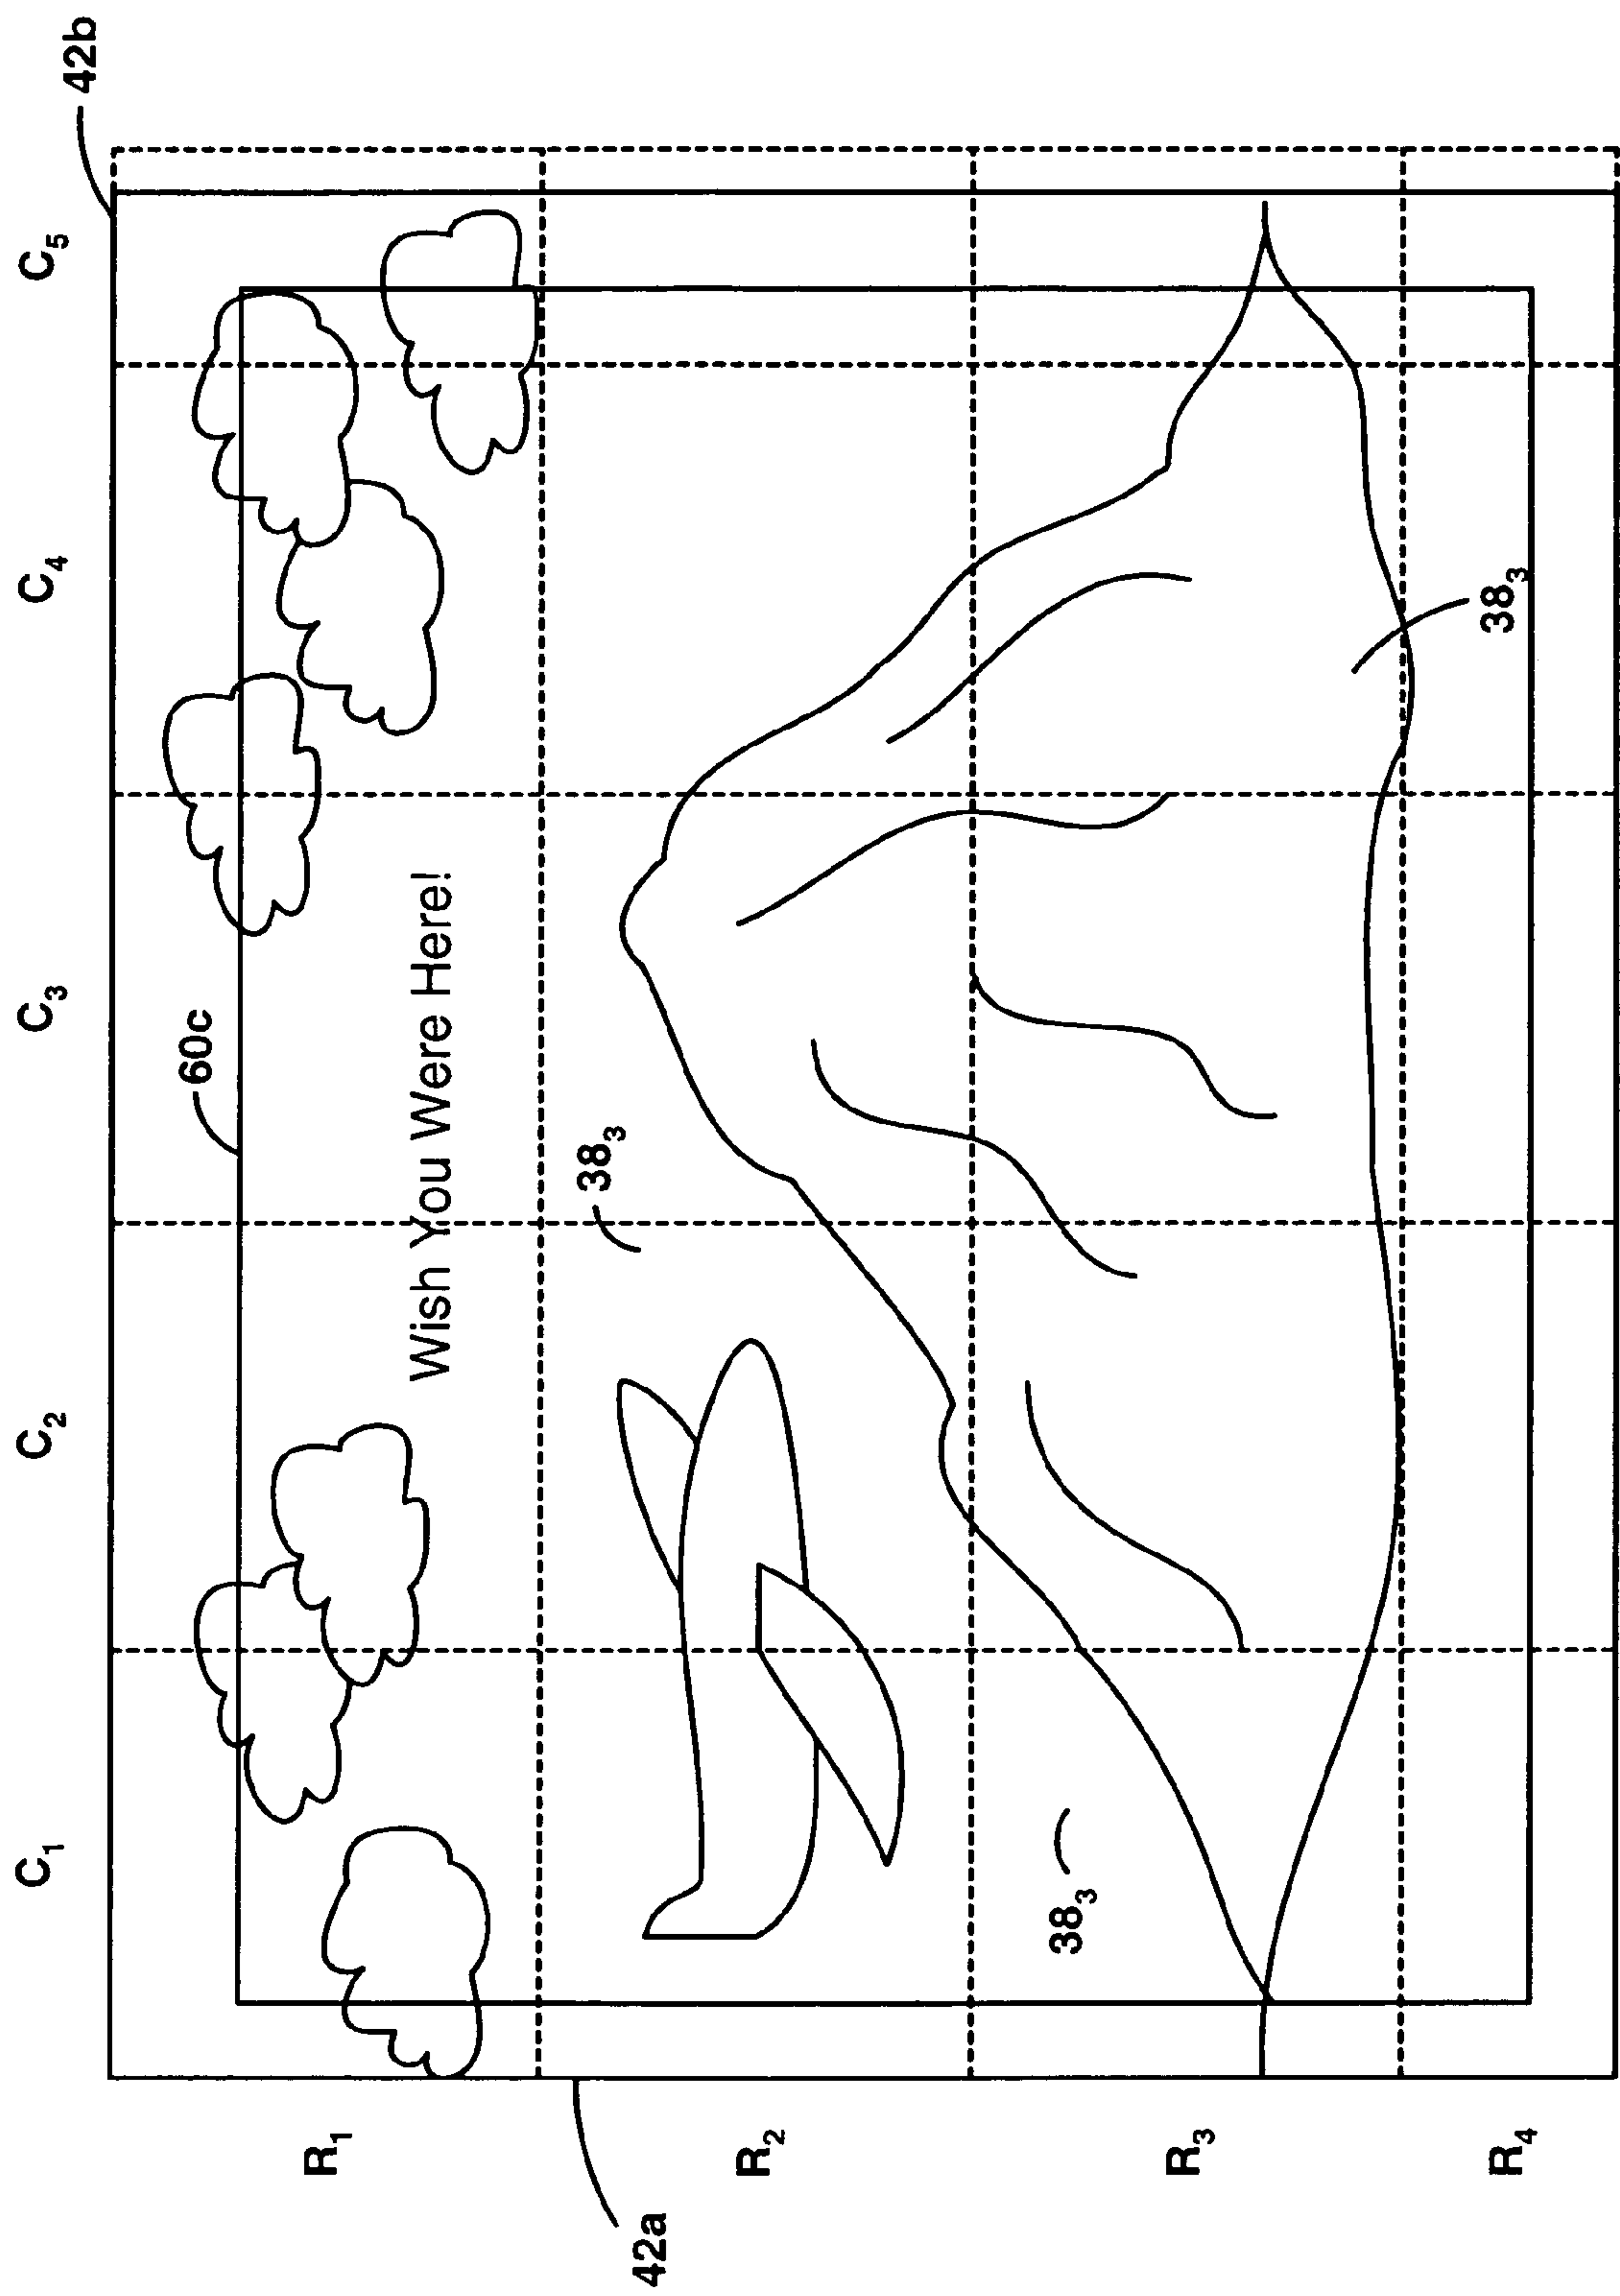 42b
C₁ C₂ C₃ C₄ C₅
60c
R₁
Wish You Were Here!
38₃
R₂
38₃
R₃
38₃
R₄
42a